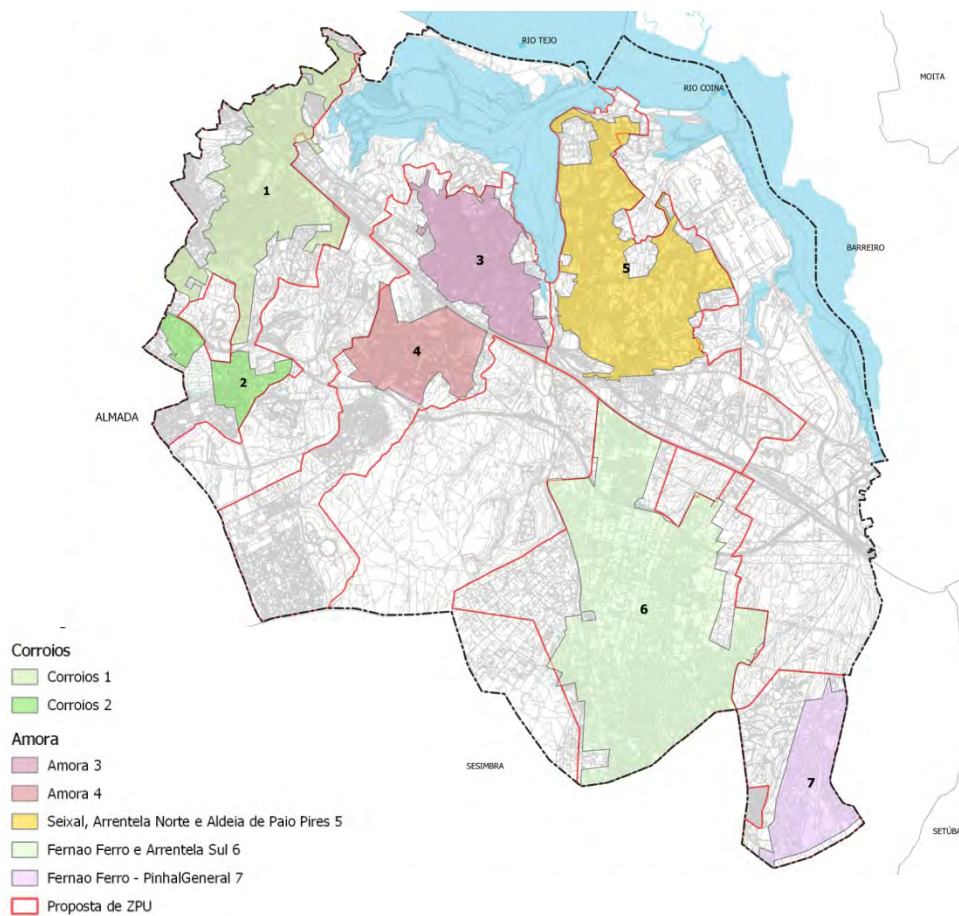 RIO TEJO
MOITA
RIO COINA
1
BARREIRO
3
5
4
2
ALMADA
6
SESIMBRA
7
SETÚB
Corroios
Corroios 1
Corroios 2
Amora
Amora 3
Amora 4
Seixal, Arrentela Norte e Aldeia de Paio Pires 5
Fernao Ferro e Arrentela Sul 6
Fernao Ferro - PinhalGeneral 7
Proposta de ZPU